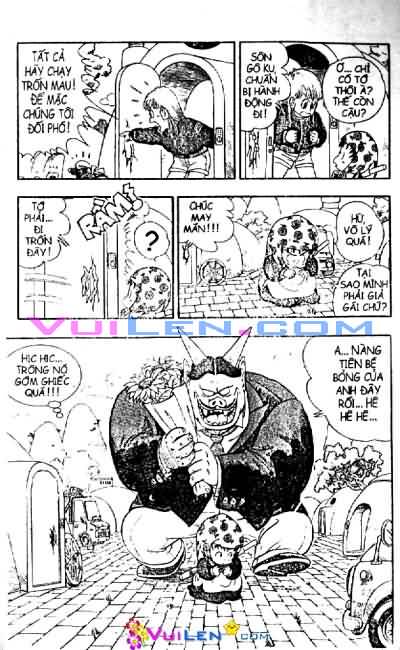 TẤT CẢ
HÃY CHẠY
TRỐN MAU!
ĐỂ MẶC
CHÚNG TÔI
ĐỐI PHÓ!
SÔN
GÔ KU,
CHUẨN
BỊ HÀNH
ĐỘNG
ĐI!
Ơ... CHỈ
CÓ TỚ
THÔI À?
THẾ CÒN
CẬU?
TỚ
PHẢI...
ĐI
TRỐN
ĐÂY!
RẦM!
?
CHÚC
MAY
MẮN!!!
HỪ,
VÔ LÝ
QUÁ!
TẠI
SAO MÌNH
PHẢI GIẢ
GÁI CHỨ?
VUILEN.COM
HIC HIC...
TRÔNG NÓ
GỚM GHIẾC
QUÁ!!!
A... NÀNG
TIÊN BÉ
BỎNG CỦA
ANH ĐÂY
RỒI... HÊ
HÊ HÊ...
VUILEN.COM